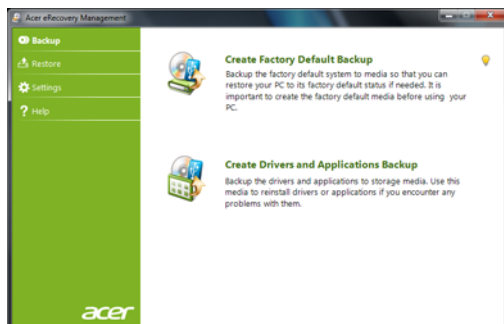 Acer eRecovery Management
Backup
Restore
Settings
Help
Create Factory Default Backup
Backup the factory default system to media so that you can
restore your PC to its factory default status if needed. It is
important to create the factory default media before using your
PC.
Create Drivers and Applications Backup
Backup the drivers and applications to storage media. Use this
media to reinstall drivers or applications if you encounter any
problems with them.
acer